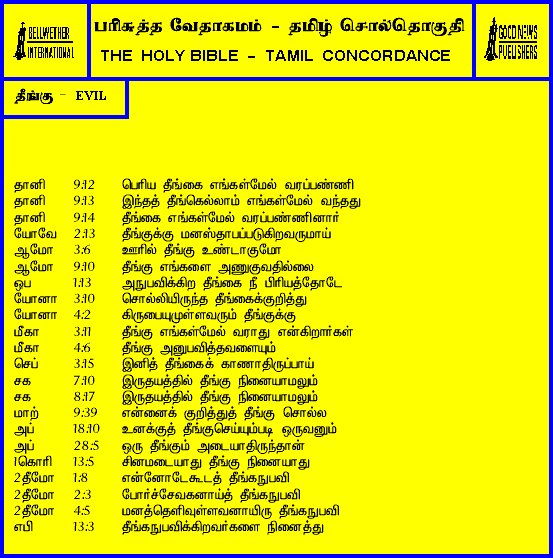 BELLWETHER
INTERNATIONAL
பரிசுத்த வேதாகமம் - தமிழ் சொல்தொகுதி
THE HOLY BIBLE - TAMIL CONCORDANCE
GOOD NEWS
PUBLISHERS
தீங்கு - EVIL
தானி 9:12 பெரிய தீங்கை எங்கள்மேல் வரப்பண்ணி
தானி 9:13 இந்தத் தீங்கெல்லாம் எங்கள்மேல் வந்தது
தானி 9:14 தீங்கை எங்கள்மேல் வரப்பண்ணினார்
யோவே 2:13 தீங்குக்கு மனஸ்தாபப்படுகிறவருமாய்
ஆமோ 3:6 ஊரில் தீங்கு உண்டாகுமோ
ஆமோ 9:10 தீங்கு எங்களை அணுகுவதில்லை
ஒப 1:13 அநுபவிக்கிற தீங்கை நீ பிரியத்தோடே
யோனா 3:10 சொல்லியிருந்த தீங்கைக்குறித்து
யோனா 4:2 கிருபையுமுள்ளவரும் தீங்குக்கு
மீகா 3:11 தீங்கு எங்கள்மேல் வராது என்கிறார்கள்
மீகா 4:6 தீங்கு அனுபவித்தவளையும்
செப் 3:15 இனித் தீங்கைக் காணாதிருப்பாய்
சக 7:10 இருதயத்தில் தீங்கு நினையாமலும்
சக 8:17 இருதயத்தில் தீங்கு நினையாமலும்
மாற் 9:39 என்னைக் குறித்துத் தீங்கு சொல்ல
அப் 18:10 உனக்குத் தீங்குசெய்யும்படி ஒருவனும்
அப் 28:5 ஒரு தீங்கும் அடையாதிருந்தான்
1கொரி 13:5 சினமடையாது தீங்கு நினையாது
2தீமோ 1:8 என்னோடேகூடத் தீங்கநுபவி
2தீமோ 2:3 போர்ச்சேவகனாய்த் தீங்கநுபவி
2தீமோ 4:5 மனத்தெளிவுள்ளவனாயிரு தீங்கநுபவி
எபி 13:3 தீங்கநுபவிக்கிறவர்களை நினைத்து